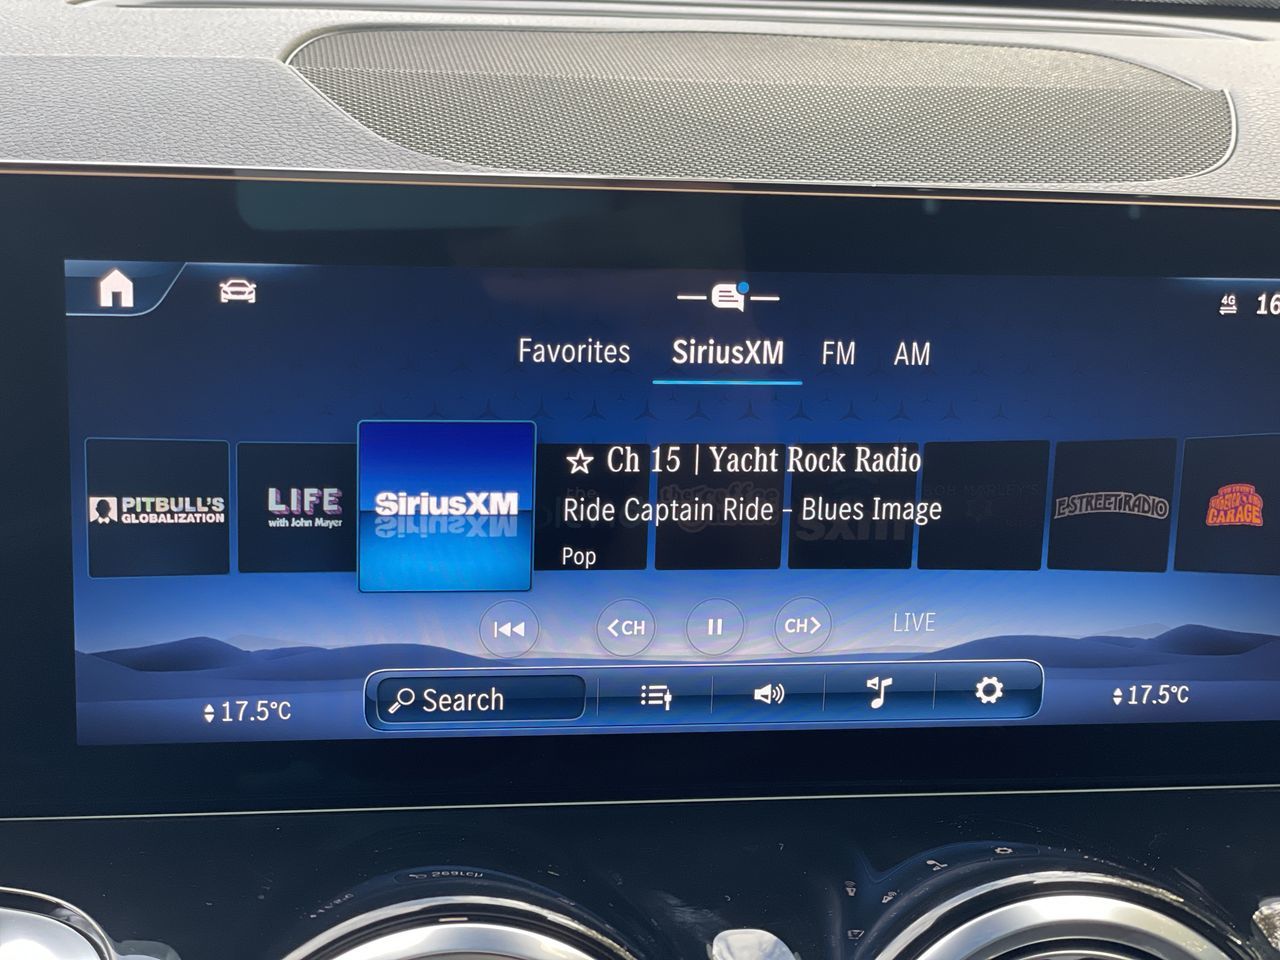 4G
16
Favorites SiriusXM FM AM
PITBULL'S
GLOBALIZATION
LIFE
with John Mayer
SiriusXM
Ch 15 | Yacht Rock Radio
Ride Captain Ride - Blues Image
Pop
E STREET RADIO
GARAGE
<CH CH> LIVE
17.5°C Search 17.5°C